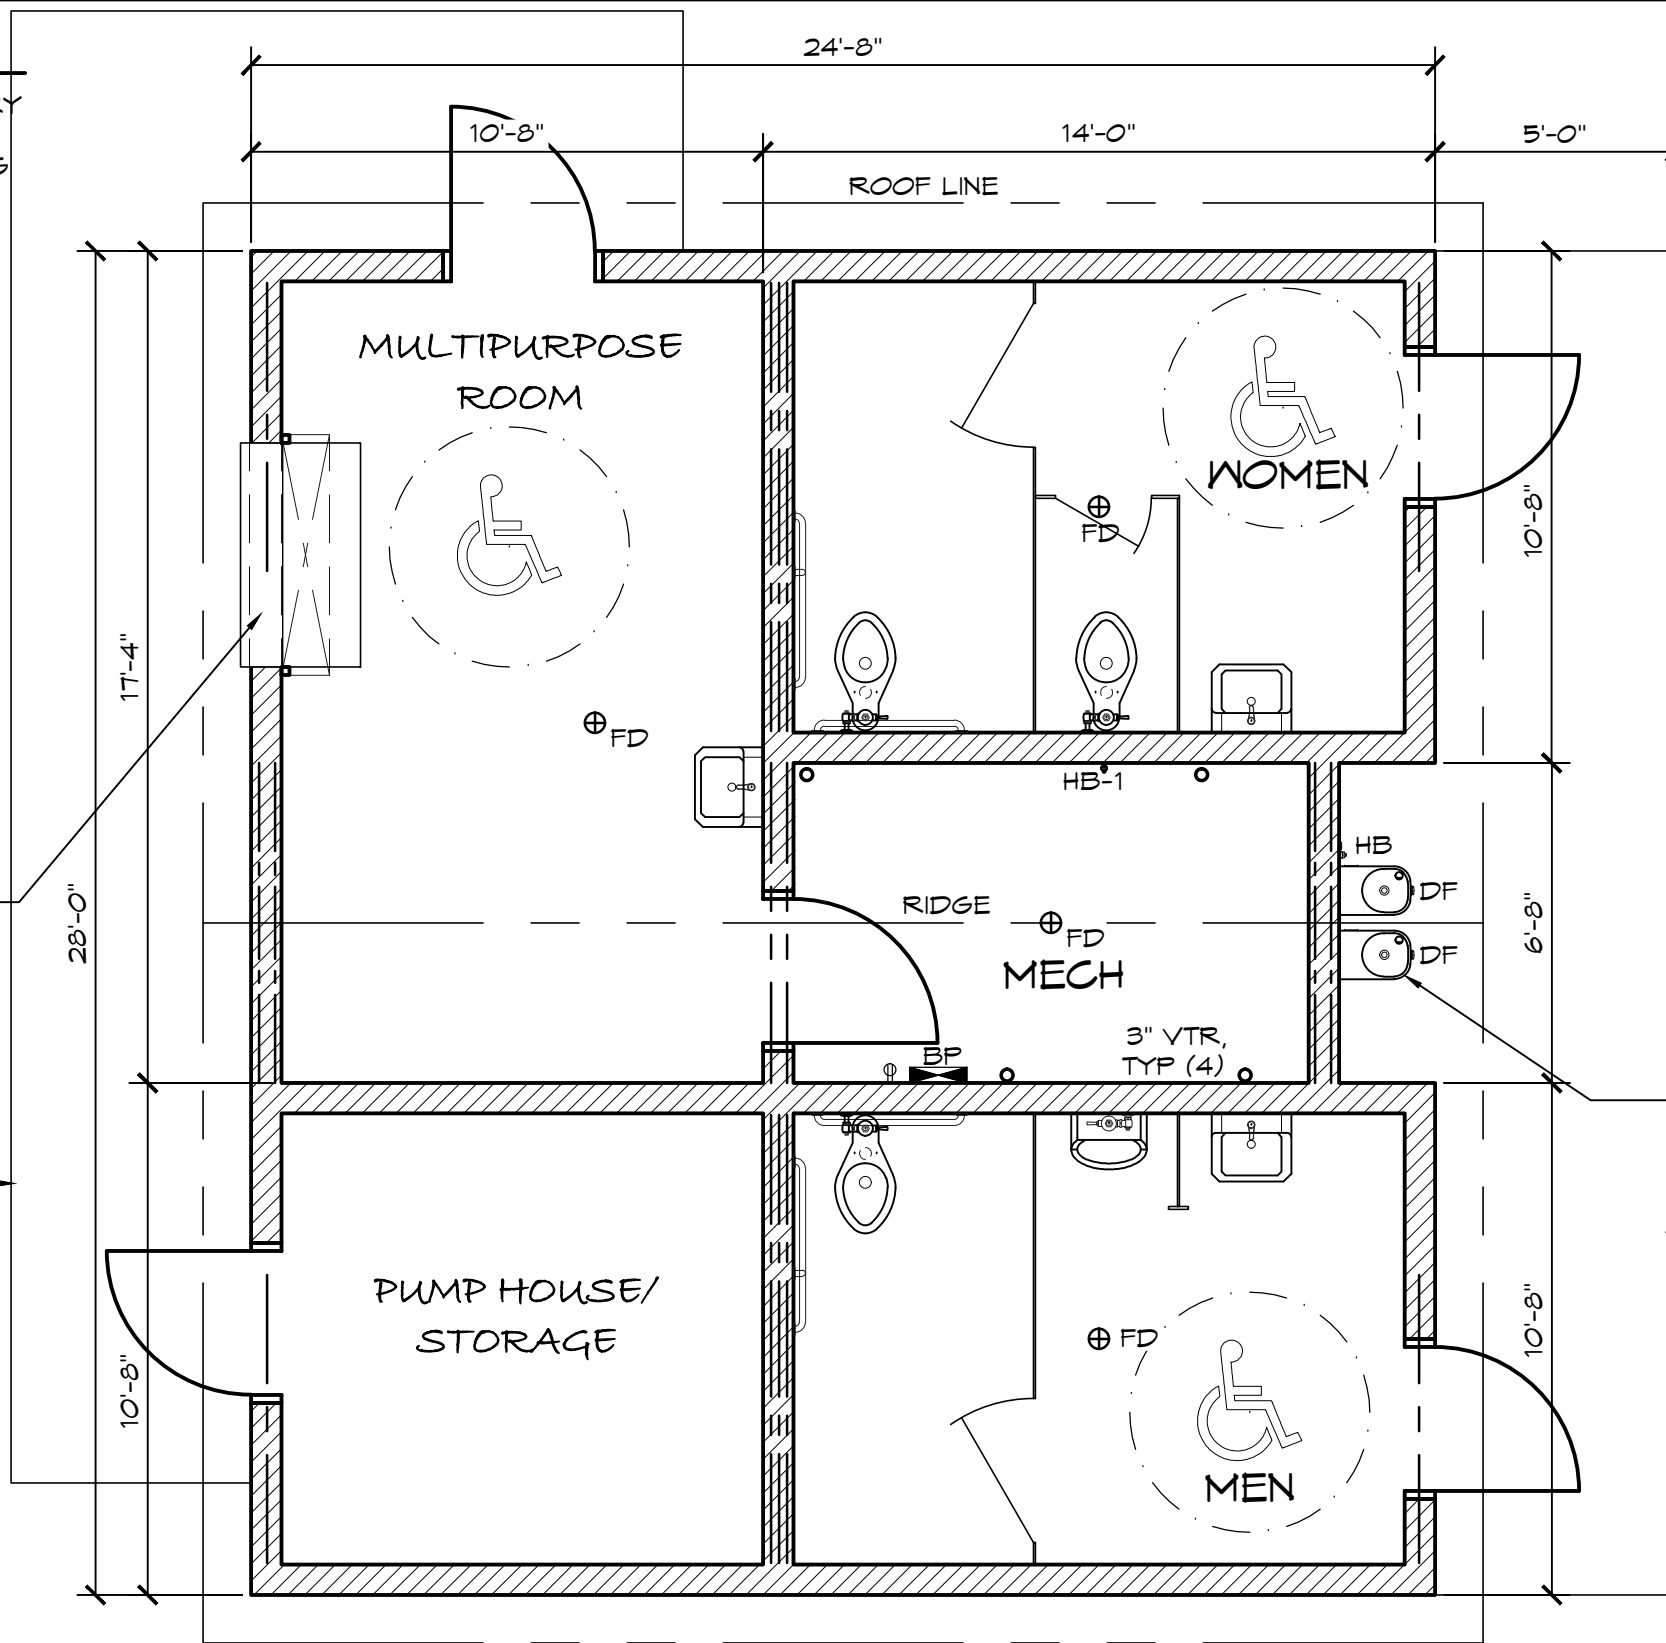 24'-8"
10'-8"
14'-0"
5'-0"
ROOF LINE
MULTIPURPOSE
ROOM
WOMEN
FD
10'-8"
17'-4"
FD
HB-1
HB
DF
28'-0"
RIDGE
FD
MECH
DF
6'-8"
3" VTR,
TYP (4)
BP
PUMP HOUSE/
STORAGE
FD
10'-8"
10'-8"
MEN